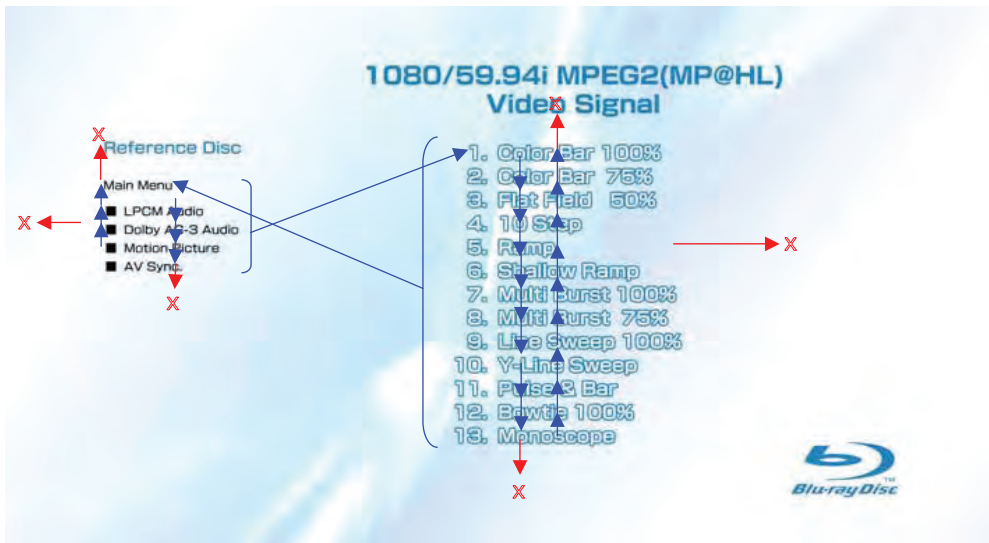 1080/59.94i MPEG2(MP@HL)
Video Signal
X
X
Reference Disc
Main Menu
■ LPCM Audio
■ Dolby AC-3 Audio
■ Motion Picture
■ AV Sync.
X
X
1. Color Bar 100%
2. Color Bar 75%
3. Flat Field 50%
4. 10 Step
5. Ramp
6. Shallow Ramp
7. Multi Burst 100%
8. Multi Burst 75%
9. Line Sweep 100%
10. Y-Line Sweep
11. Pulse & Bar
12. Bowtie 100%
13. Monoscope
X
X
Blu-ray Disc™